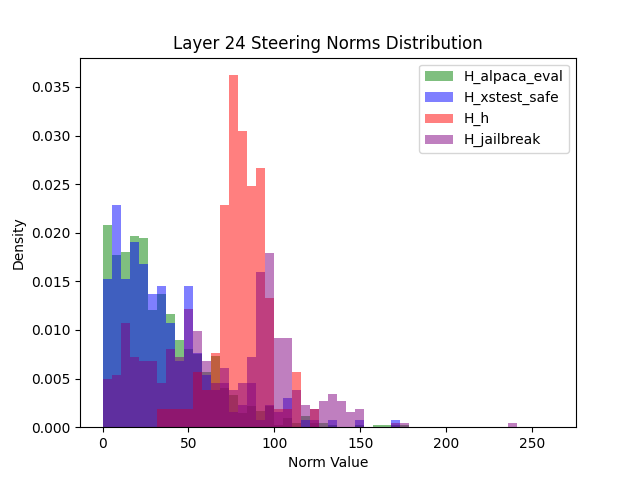 Layer 24 Steering Norms Distribution
H_alpaca_eval
H_xstest_safe
H_h
H_jailbreak
0.035
0.030
0.025
0.020
0.015
0.010
0.005
0.000
Density
0 50 100 150 200 250
Norm Value